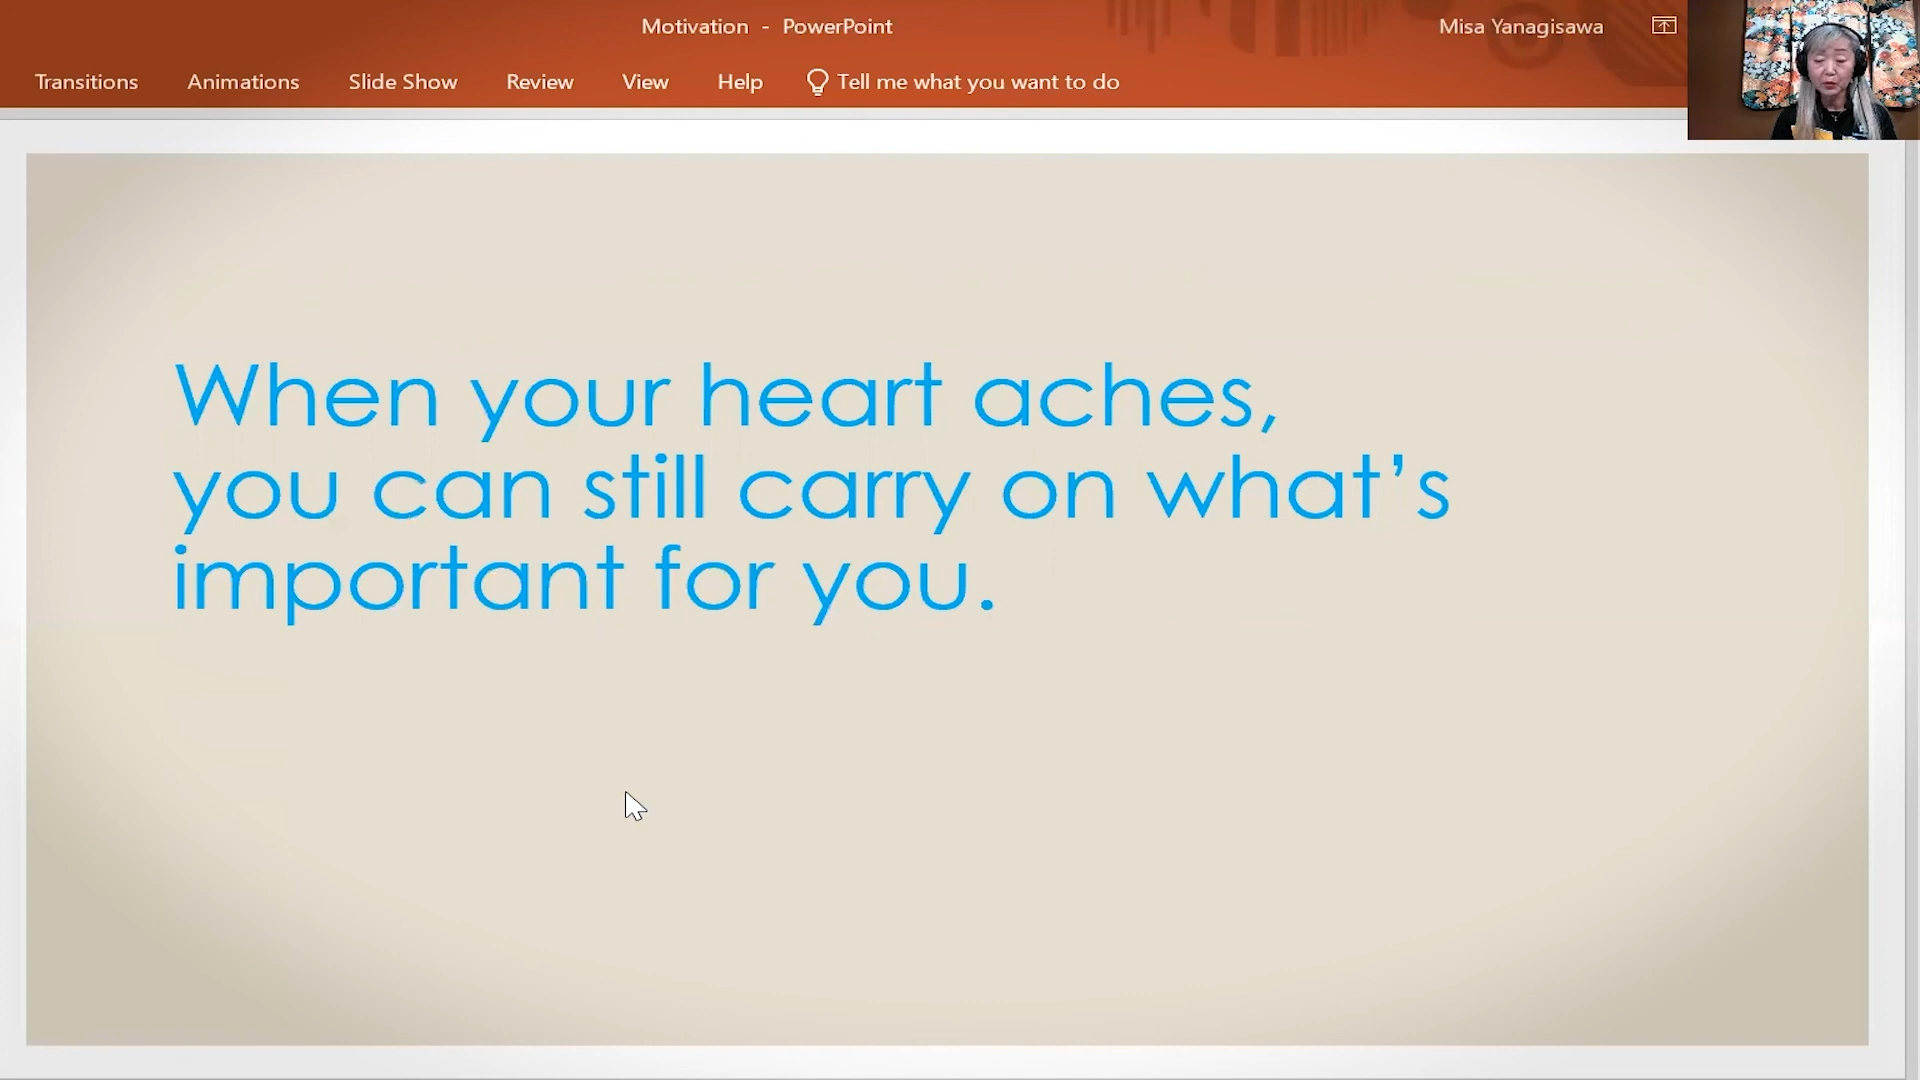 Motivation - PowerPoint
Misa Yanagisawa
Transitions Animations Slide Show Review View Help Tell me what you want to do
When your heart aches,
you can still carry on what’s
important for you.